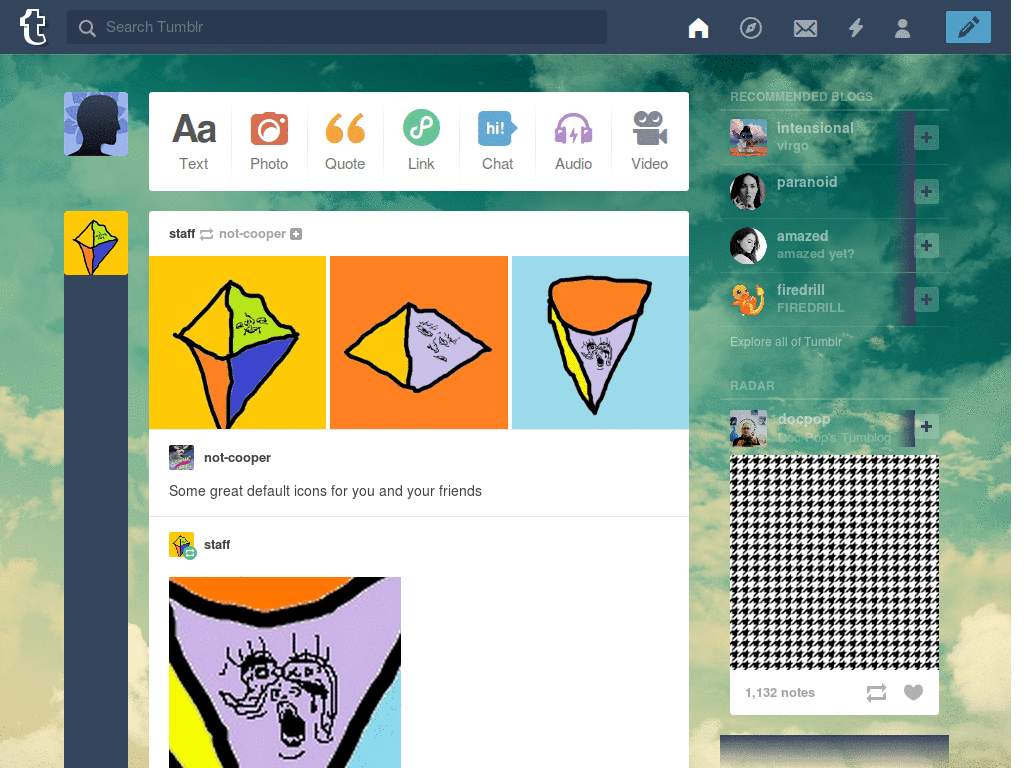 Search Tumblr
Aa
Text
Photo
Quote
Link
hi!
Chat
Audio
Video
staff not-cooper
not-cooper
Some great default icons for you and your friends
staff
RECOMMENDED BLOGS
intensional
virgo
paranoid
amazed
amazed yet?
firedrill
FIREDRILL
Explore all of Tumblr
RADAR
docpop
Doc Pop's Tumblog
1,132 notes